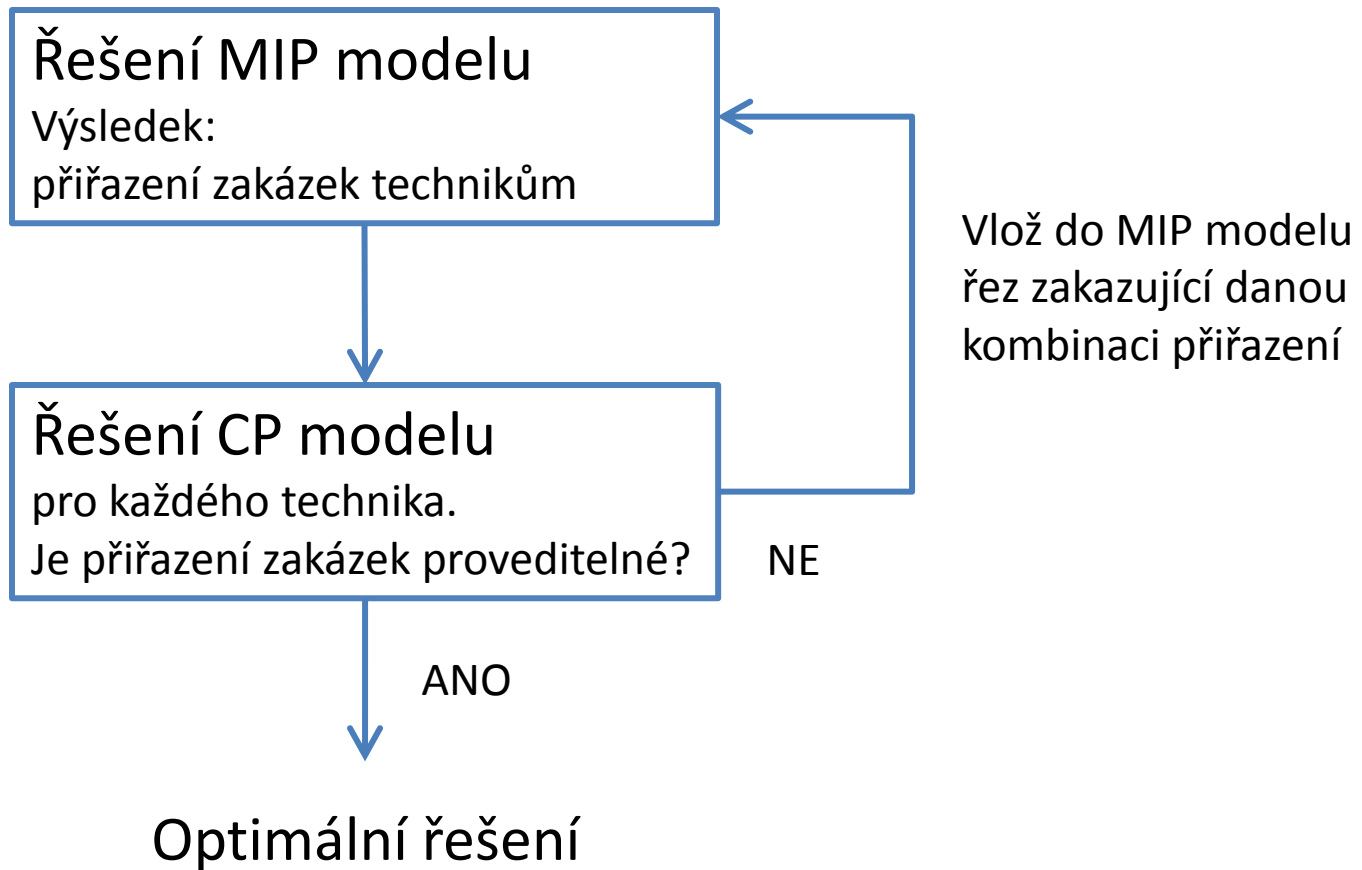 Řešení MIP modelu
Výsledek:
přiřazení zakázek technikům
Vlož do MIP modelu
řez zakazující danou
kombinaci přiřazení
Řešení CP modelu
pro každého technika.
Je přiřazení zakázek proveditelné?
NE
ANO
Optimální řešení